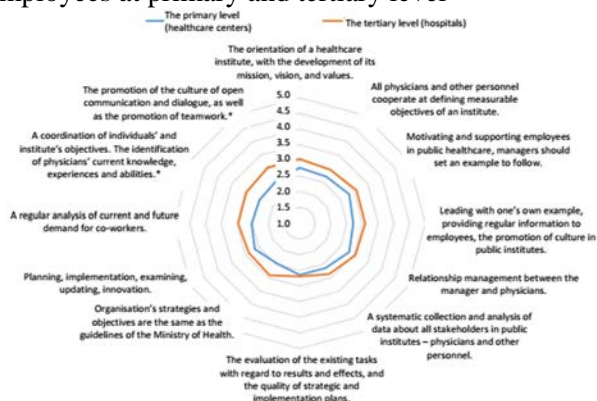 employees at primary and tertiary level
The primary level
(healthcare centers)
The tertiary level (hospitals)
The orientation of a healthcare
institute, with the development of its
mission, vision, and values.
All physicians and other personnel
cooperate at defining measurable
objectives of an institute.
Motivating and supporting employees
in public healthcare, managers should
set an example to follow.
Leading with one's own example,
providing regular information to
employees, the promotion of culture in
public institutes.
Relationship management between the
manager and physicians.
A systematic collection and analysis of
data about all stakeholders in public
institutes – physicians and other
personnel.
The evaluation of the existing tasks
with regard to results and effects, and
the quality of strategic and
implementation plans.
Organisation's strategies and
objectives are the same as the
guidelines of the Ministry of Health.
Planning, implementation, examining,
updating, innovation.
A regular analysis of current and future
demand for co-workers.
A coordination of individuals' and
institute's objectives. The identification
of physicians' current knowledge,
experiences and abilities.*
The promotion of the culture of open
communication and dialogue, as well
as the promotion of teamwork.*
5.0
4.5
4.0
3.5
3.0
2.5
2.0
1.5
1.0